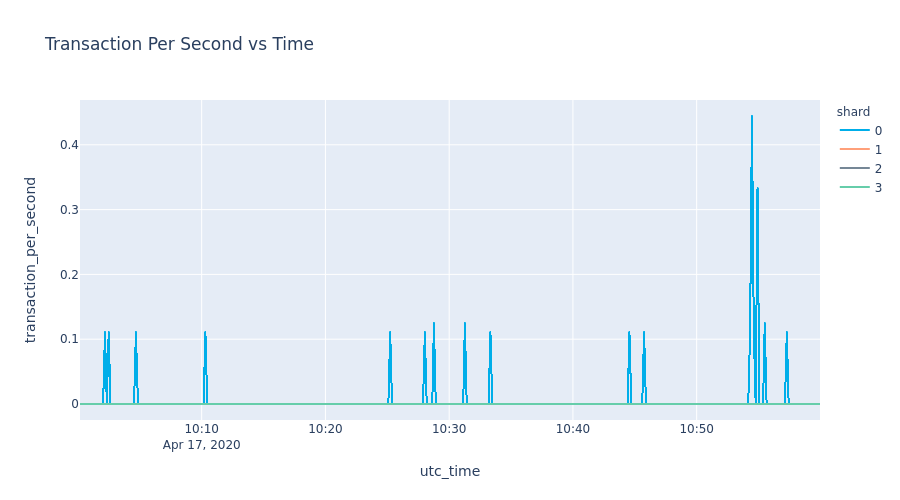 Transaction Per Second vs Time
shard
0
1
2
3
0.4
0.3
0.2
0.1
0
transaction_per_second
10:10
10:20
10:30
10:40
10:50
Apr 17, 2020
utc_time